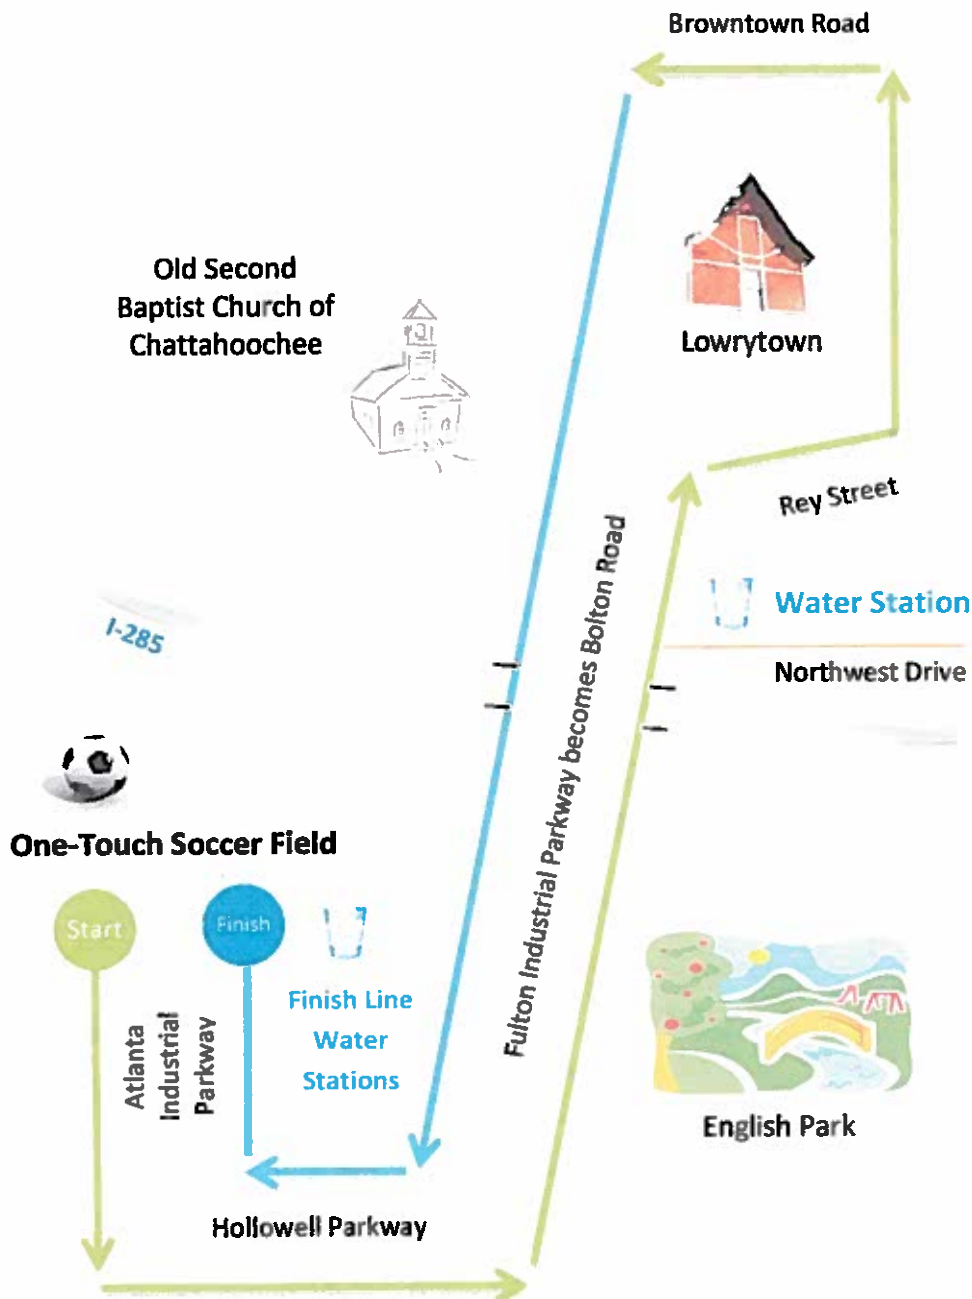 Browntown Road
Old Second
Baptist Church of
Chattahoochee
Lowrytown
Rey Street
Water Station
I-285
Northwest Drive
Fulton Industrial Parkway becomes Bolton Road
One-Touch Soccer Field
Start
Finish
Atlanta
Industrial
Parkway
Finish Line
Water
Stations
English Park
Hollowell Parkway